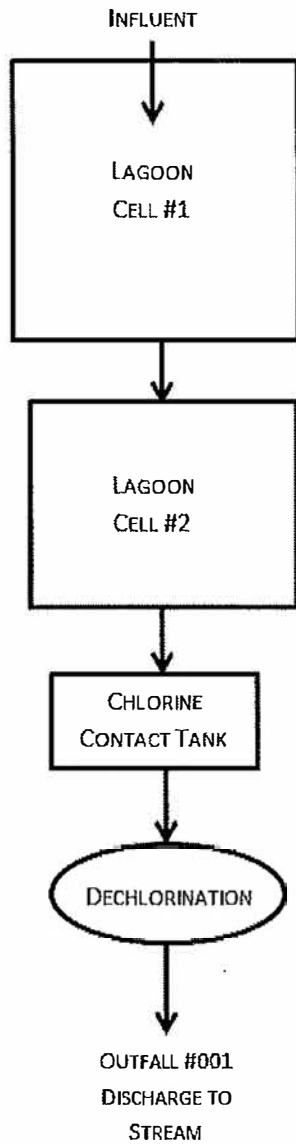 INFLUENT
LAGOON
CELL #1
LAGOON
CELL #2
CHLORINE
CONTACT TANK
DECHLORINATION
OUTFALL #001
DISCHARGE TO
STREAM